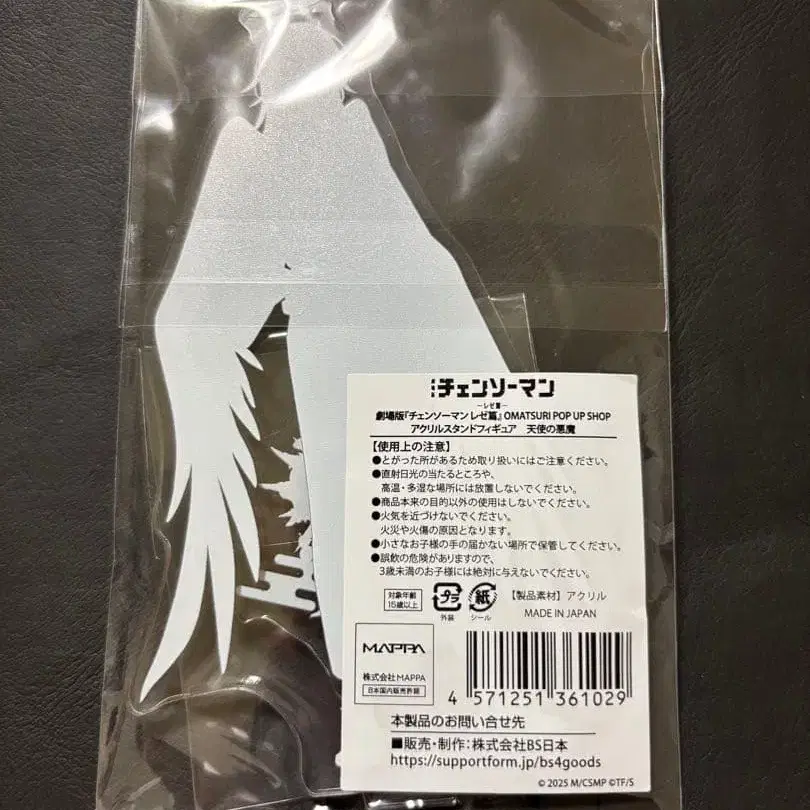 劇場版 チェンソーマン
－レゼ篇－
劇場版『チェンソーマン レゼ篇』 OMATSURI POP UP SHOP
アクリルスタンドフィギュア 天使の悪魔
【使用上の注意】
●とがった所があるため取り扱いにはご注意ください。
●直射日光の当たるところや、
高温・多湿な場所には放置しないでください。
●商品本来の目的以外の使用はしないでください。
●火気を近づけないでください。
火災や火傷の原因となります。
●小さなお子様の手の届かない場所で保管してください。
●誤飲の危険がありますので、
3歳未満のお子様には絶対に与えないでください。
対象年齢
15歳以上
プラ
外装
紙
シール
【製品素材】 アクリル
MADE IN JAPAN
MAPPA
株式会社MAPPA
日本国内販売許諾
4 571251 361029
本製品のお問い合せ先
■販売・制作：株式会社BS日本
https://supportform.jp/bs4goods
© 2025 M/CSMP ©TF/S